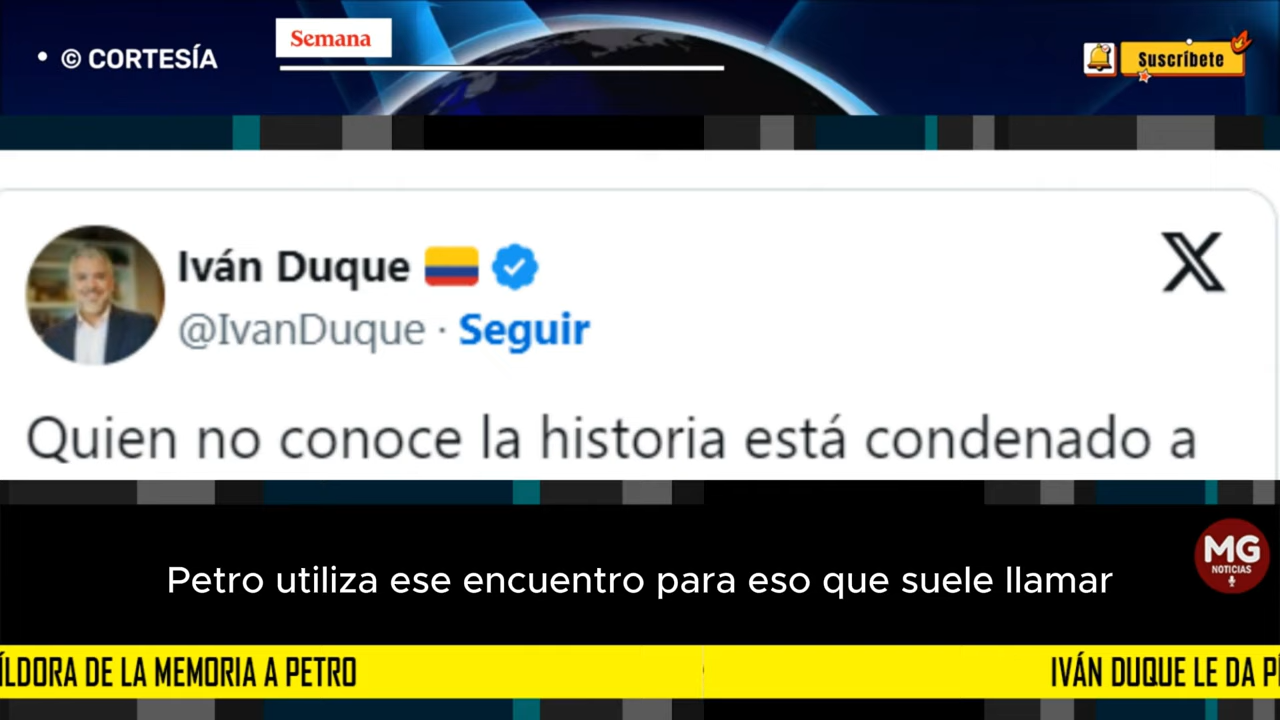 • © CORTESÍA
Semana
Suscríbete
Iván Duque
@IvanDuque · Seguir
Quien no conoce la historia está condenado a
Petro utiliza ese encuentro para eso que suele llamar
MG
NOTICIAS
ÍLDORA DE LA MEMORIA A PETRO
IVÁN DUQUE LE DA PÍ